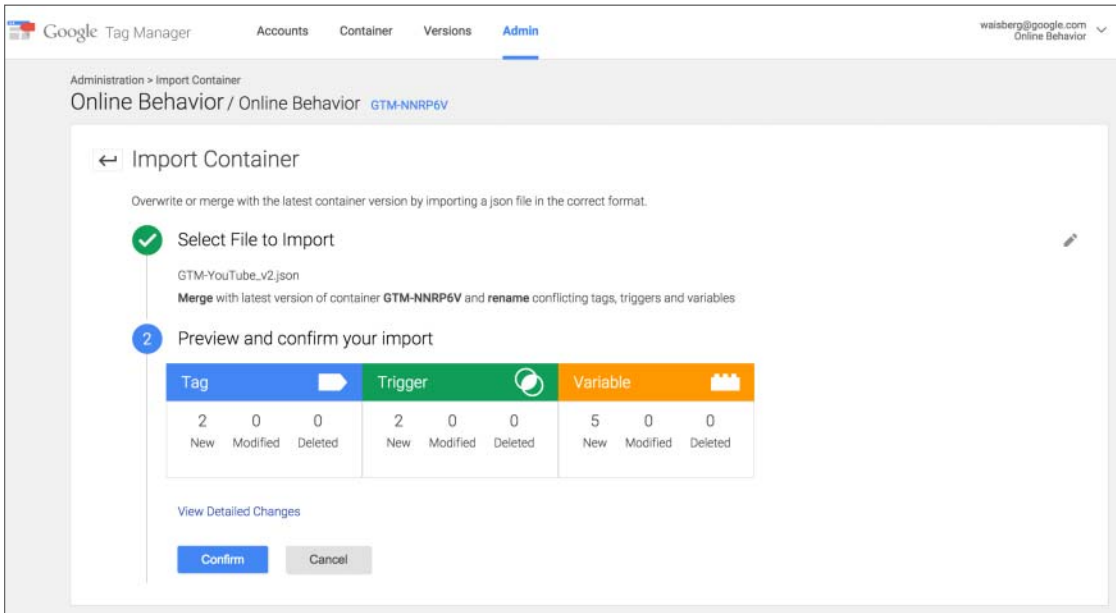 Google Tag Manager Accounts Container Versions Admin waisberg@google.com
Online Behavior
Administration > Import Container
Online Behavior / Online Behavior GTM-NNRP6V
Import Container
Overwrite or merge with the latest container version by importing a json file in the correct format.
Select File to Import
GTM-YouTube_v2.json
Merge with latest version of container GTM-NNRP6V and rename conflicting tags, triggers and variables
2 Preview and confirm your import
Tag Trigger Variable
2 0 0 2 0 0 5 0 0
New Modified Deleted New Modified Deleted New Modified Deleted
View Detailed Changes
Confirm Cancel